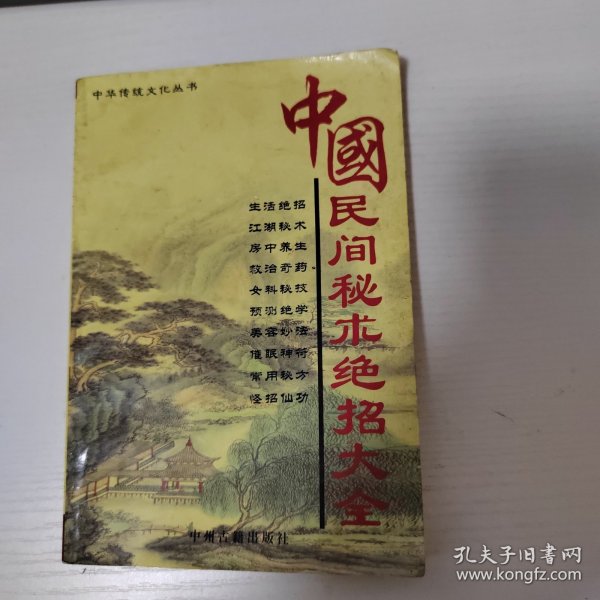 中华传统文化丛书
中國民间秘术绝招大全
生活绝招
江湖秘术
房中养生
救治奇药
女科秘技
预测绝学
美容妙法
催眠神符
常用秘方
怪招仙功
中州古籍出版社
孔夫子旧书网
www.kongfz.com